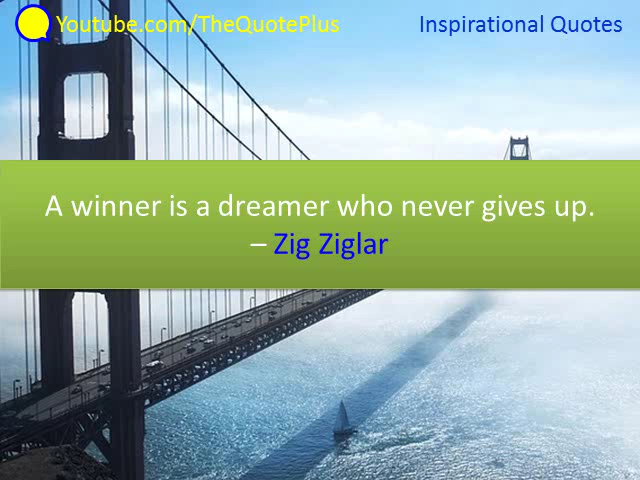 Youtube.com/TheQuotePlus
Inspirational Quotes
A winner is a dreamer who never gives up.
– Zig Ziglar